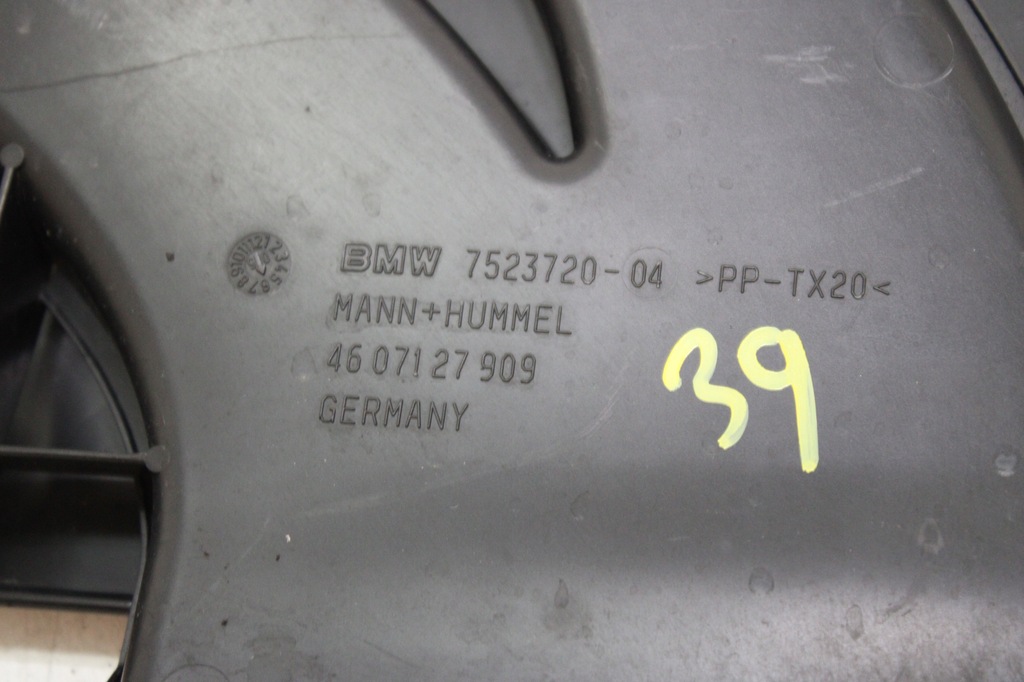 BMW 7523720-04 >PP-TX20<
MANN+HUMMEL
46 071 27 909
GERMANY
39